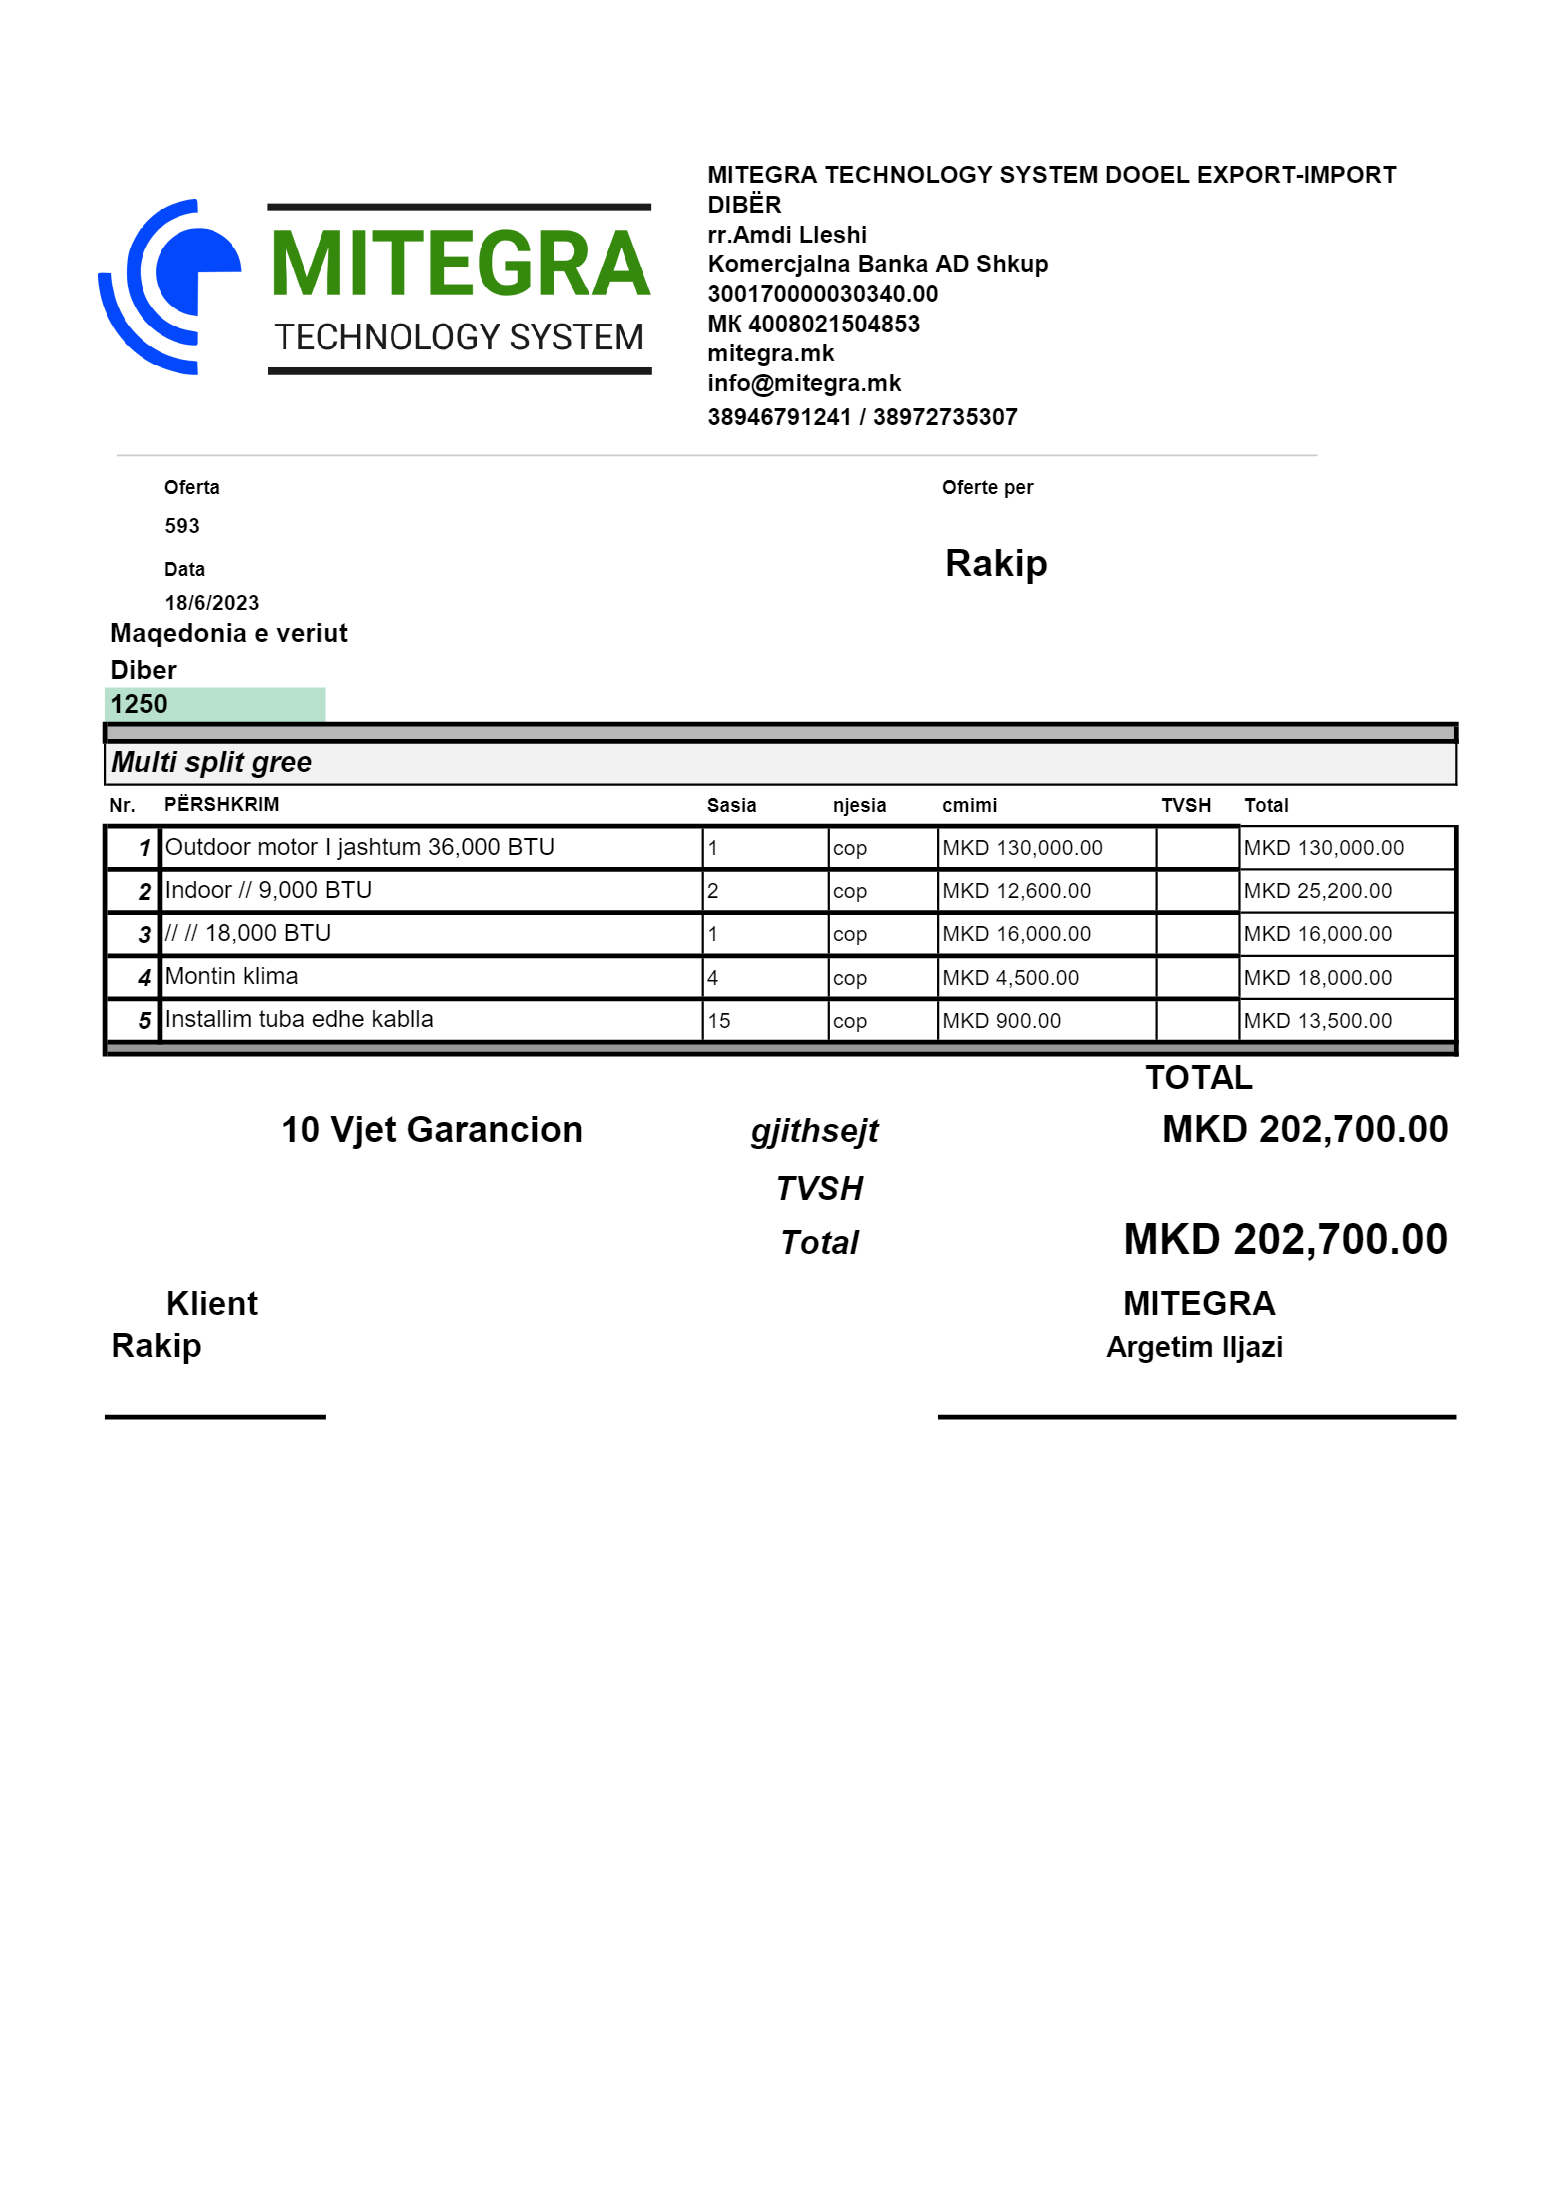 MITEGRA
TECHNOLOGY SYSTEM
MITEGRA TECHNOLOGY SYSTEM DOOEL EXPORT-IMPORT
DIBËR
rr.Amdi Lleshi
Komercjalna Banka AD Shkup
300170000030340.00
МК 4008021504853
mitegra.mk
info@mitegra.mk
38946791241 / 38972735307
Oferta
Oferte per
593
Rakip
Data
18/6/2023
Maqedonia e veriut
Diber
1250
Multi split gree
Nr. PËRSHKRIM Sasia njesia cmimi TVSH Total
1 Outdoor motor I jashtum 36,000 BTU 1 cop MKD 130,000.00 MKD 130,000.00
2 Indoor // 9,000 BTU 2 cop MKD 12,600.00 MKD 25,200.00
3 // // 18,000 BTU 1 cop MKD 16,000.00 MKD 16,000.00
4 Montin klima 4 cop MKD 4,500.00 MKD 18,000.00
5 Installim tuba edhe kablla 15 cop MKD 900.00 MKD 13,500.00
TOTAL
10 Vjet Garancion gjithsejt MKD 202,700.00
TVSH
Total MKD 202,700.00
Klient MITEGRA
Rakip Argetim Iljazi